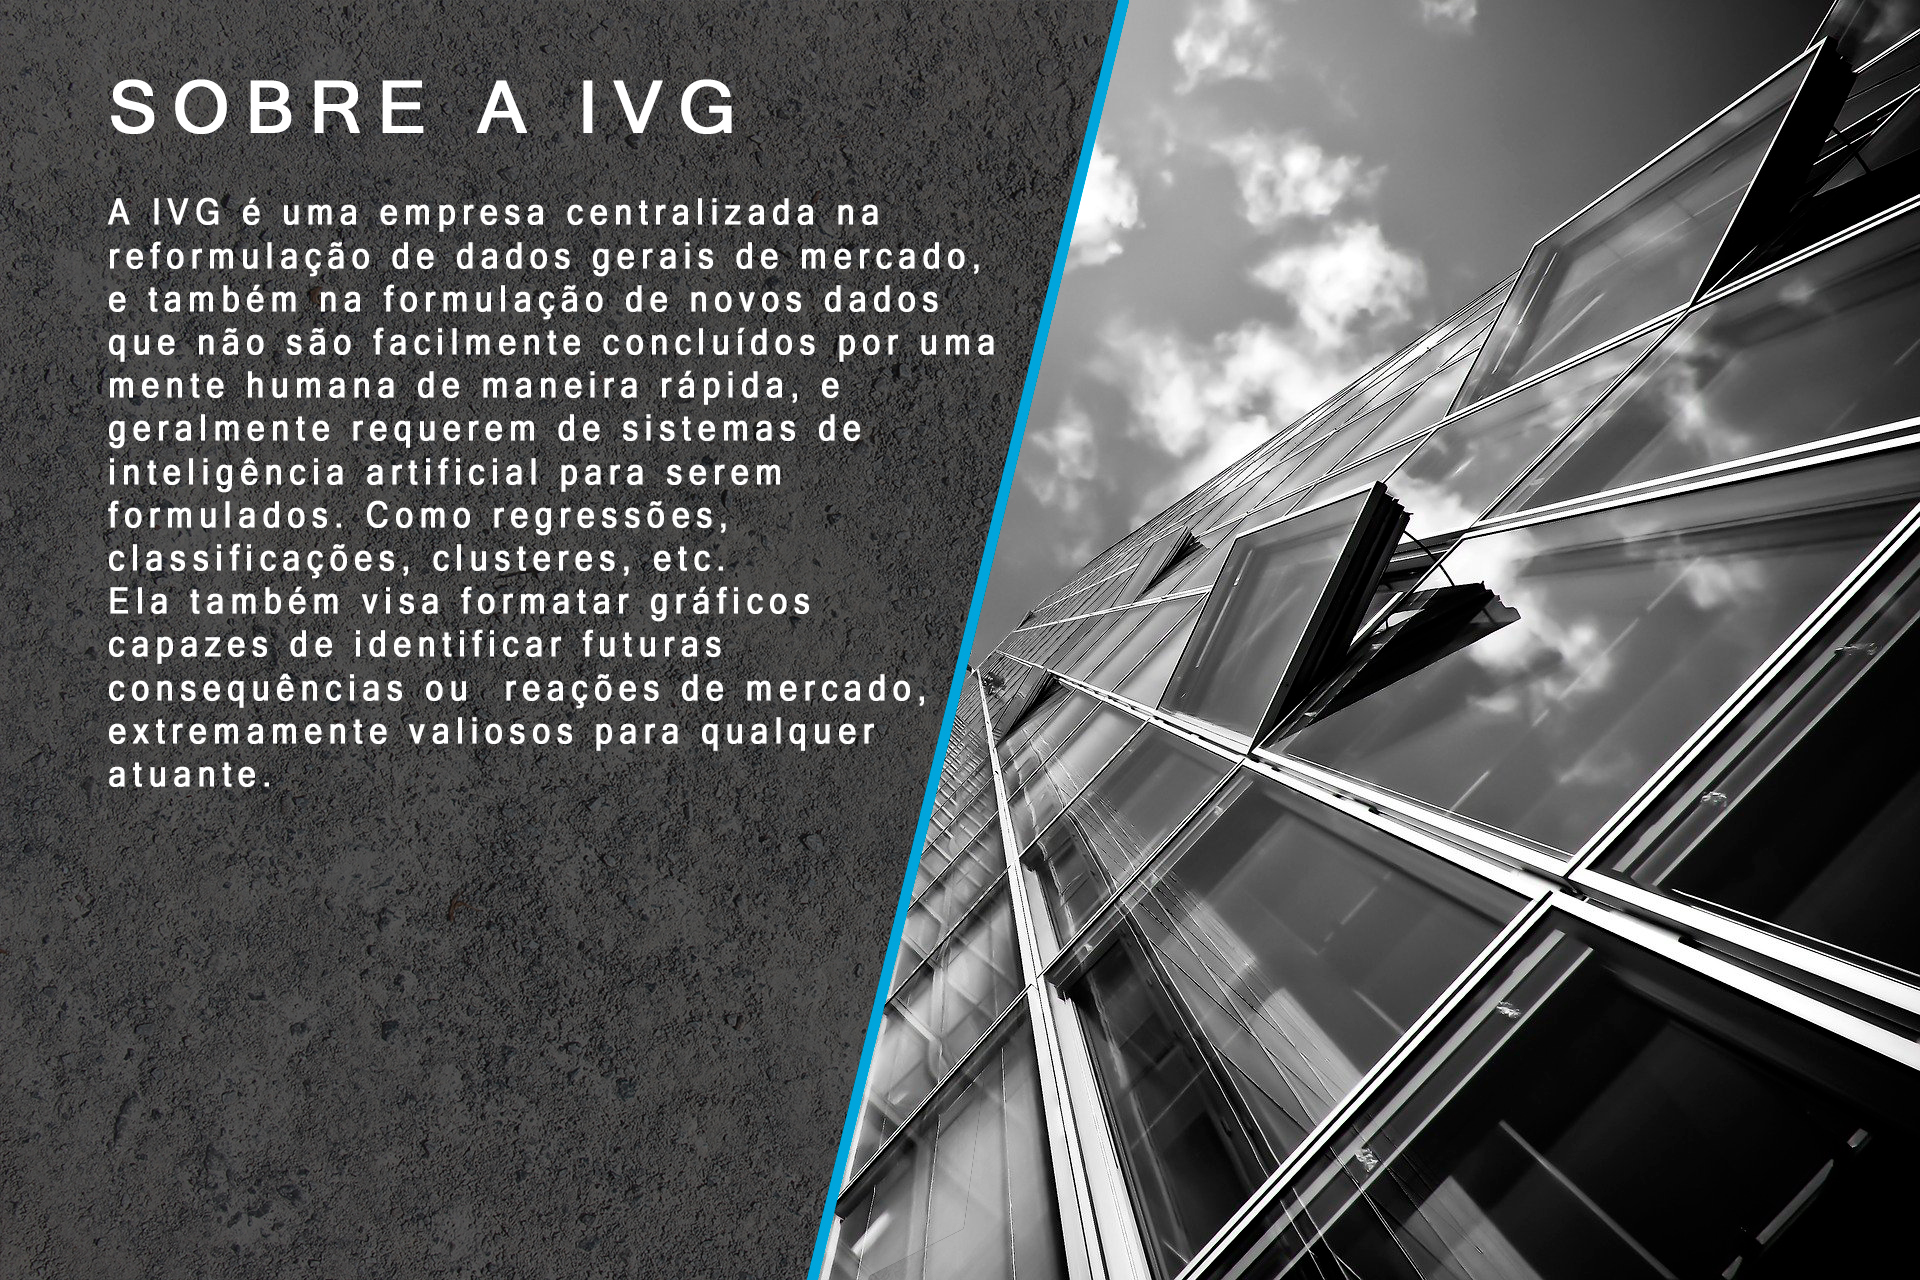 SOBRE A IVG
A IVG é uma empresa centralizada na
reformulação de dados gerais de mercado,
e também na formulação de novos dados
que não são facilmente concluídos por uma
mente humana de maneira rápida, e
geralmente requerem de sistemas de
inteligência artificial para serem
formulados. Como regressões,
classificações, clusteres, etc.
Ela também visa formatar gráficos
capazes de identificar futuras
consequências ou  reações de mercado,
extremamente valiosos para qualquer
atuante.